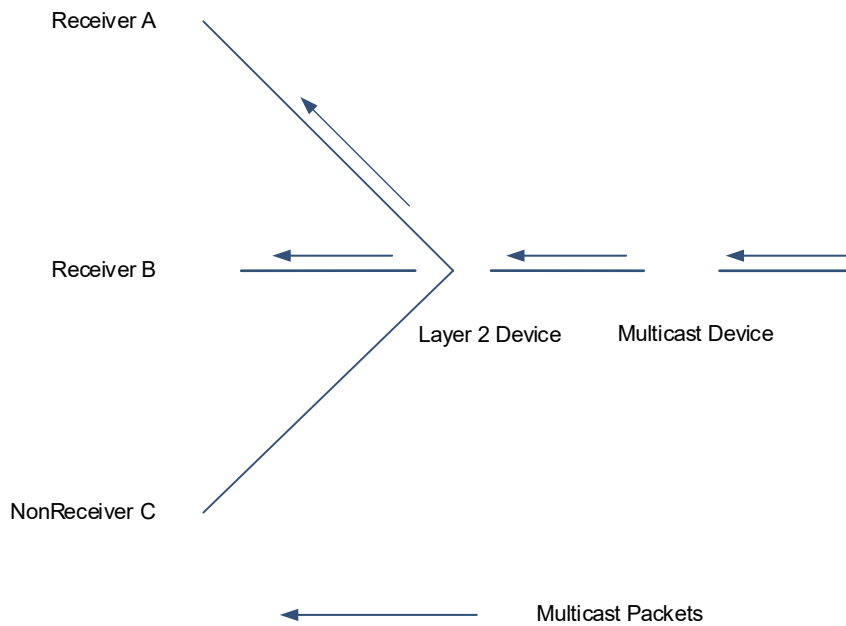 Receiver A
Receiver B
Layer 2 Device
Multicast Device
NonReceiver C
Multicast Packets